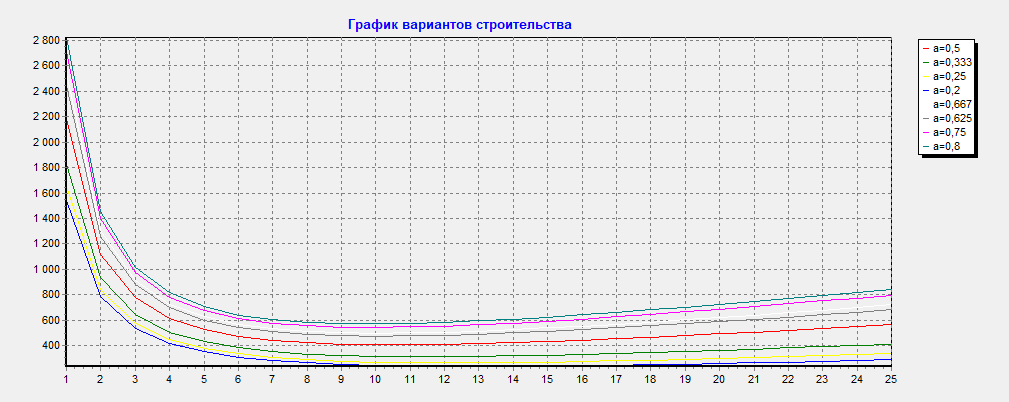 График вариантов строительства
2 800
2 600
2 400
2 200
2 000
1 800
1 600
1 400
1 200
1 000
800
600
400
1 2 3 4 5 6 7 8 9 10 11 12 13 14 15 16 17 18 19 20 21 22 23 24 25
a=0,5
a=0,333
a=0,25
a=0,2
a=0,667
a=0,625
a=0,75
a=0,8